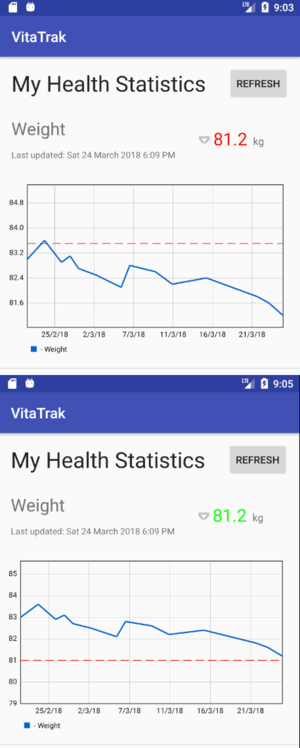 LTE 9:03
VitaTrak
My Health Statistics REFRESH
Weight 81.2 kg
Last updated: Sat 24 March 2018 6:09 PM
84.8
84.0
83.2
82.4
81.6
25/2/18 2/3/18 7/3/18 11/3/18 16/3/18 21/3/18
- Weight
LTE 9:05
VitaTrak
My Health Statistics REFRESH
Weight 81.2 kg
Last updated: Sat 24 March 2018 6:09 PM
85
84
83
82
81
80
79
25/2/18 2/3/18 7/3/18 11/3/18 16/3/18 21/3/18
- Weight